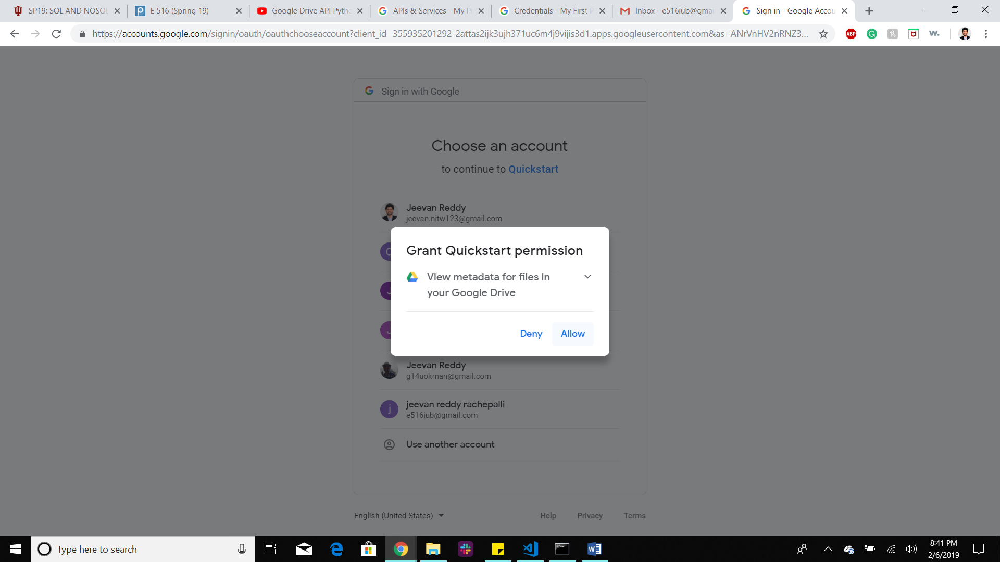 SP19: SQL AND NOSQL
E 516 (Spring 19)
Google Drive API Pytho
APIs & Services - My P
Credentials - My First P
Inbox - e516iub@gmai
Sign in - Google Accou
https://accounts.google.com/signin/oauth/oauthchooseaccount?client_id=355935201292-2attas2ijk3ujh371uc6m4j9vijis3d1.apps.googleusercontent.com&as=ANrVnHV2nRNZ3...
ABP
w.
Sign in with Google
Choose an account
to continue to Quickstart
Jeevan Reddy
jeevan.nitw123@gmail.com
Grant Quickstart permission
View metadata for files in
your Google Drive
Deny Allow
Jeevan Reddy
g14uokman@gmail.com
j
jeevan reddy rachepalli
e516iub@gmail.com
Use another account
English (United States)
Help Privacy Terms
Type here to search
8:41 PM
2/6/2019